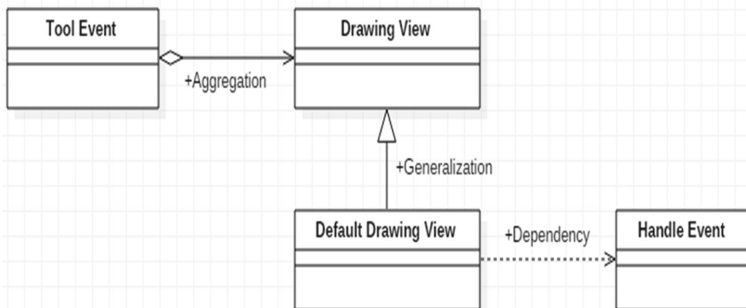 Tool Event
Drawing View
+Aggregation
+Generalization
Default Drawing View
+Dependency
Handle Event